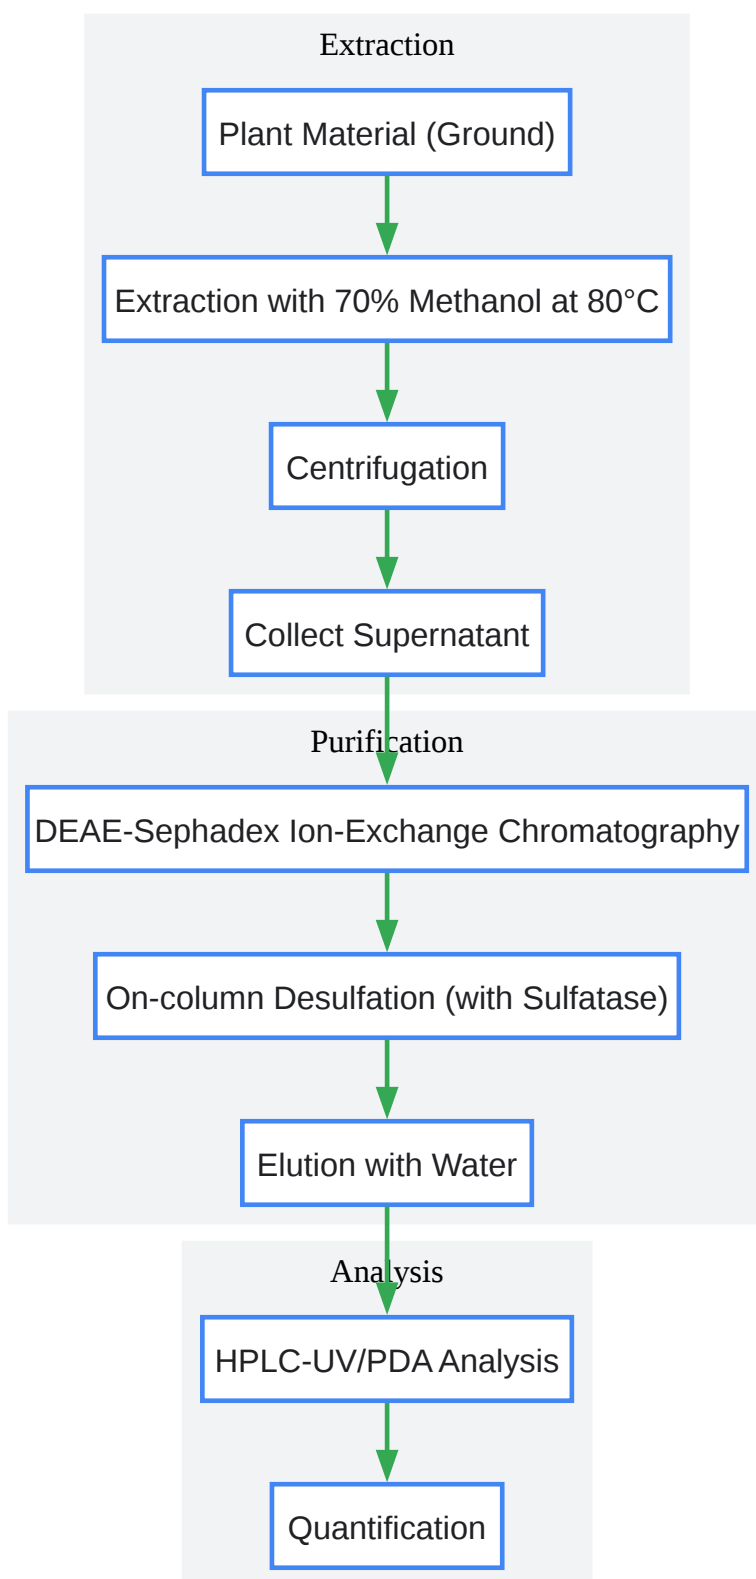 Extraction
Plant Material (Ground)
Extraction with 70% Methanol at 80°C
Centrifugation
Collect Supernatant
Purification
DEAE-Sephadex Ion-Exchange Chromatography
On-column Desulfation (with Sulfatase)
Elution with Water
Analysis
HPLC-UV/PDA Analysis
Quantification